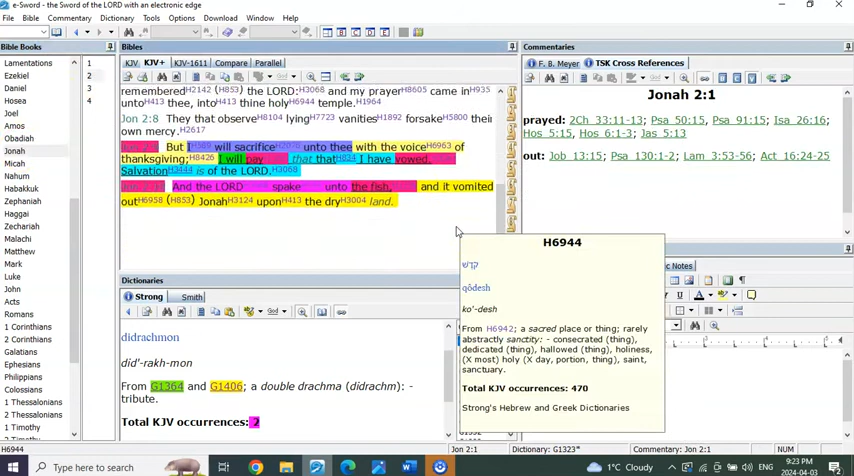 e-Sword - the Sword of the LORD with an electronic edge
File Bible Commentary Dictionary Tools Options Download Window Help
KJV KJV TSK B C D E
Bible Books
Lamentations
Ezekiel
Daniel
Hosea
Joel
Amos
Obadiah
Jonah
Micah
Nahum
Habakkuk
Zephaniah
Haggai
Zechariah
Malachi
Matthew
Mark
Luke
John
Acts
Romans
1 Corinthians
2 Corinthians
Galatians
Ephesians
Philippians
Colossians
1 Thessalonians
2 Thessalonians
1 Timothy
1
2
3
4
Bibles
KJV KJV+ KJV-1611 Compare Parallel
remembered H2142 (H853) the LORD: H3068 and my prayer H8605 came in H935
unto H413 thee, into H413 thine holy H6944 temple. H1964
Jon 2:8 They that observe H8104 lying H7723 vanities H1892 forsake H5800 their
own mercy. H2617
But I H589 will sacrifice H2076 unto thee with the voice H6963 of
thanksgiving; H8426 I will pay that that H834 I have vowed.
Salvation H3444 is of the LORD. H3068
And the LORD spake unto the fish, and it vomited
out H6958 (H853) Jonah H3124 upon H413 the dry H3004 land.
Dictionaries
Strong Smith
didrachmon
did'-rakh-mon
From G1364 and G1406; a double drachma (didrachm): -
tribute.
Total KJV occurrences: 2
Commentaries
F. B. Meyer TSK Cross References
Jonah 2:1
prayed: 2Ch 33:11-13, Psa 50:15, Psa 91:15, Isa 26:16
Hos 5:15, Hos 6:1-3, Jas 5:13
out: Job 13:15, Psa 130:1-2, Lam 3:53-56, Act 16:24-25
H6944
קֹדֶשׁ
qôdesh
ko'-desh
From H6942; a sacred place or thing; rarely
abstractly sanctity: - consecrated (thing),
dedicated (thing), hallowed (thing), holiness,
(X most) holy (X day, portion, thing), saint,
sanctuary.
Total KJV occurrences: 470
Strong's Hebrew and Greek Dictionaries
Notes
H6944
Jon 2:1
Dictionary: G1323*
Commentary: Jon 2:1
NUM
Type here to search
1°C Cloudy
9:23 PM
2024-04-03